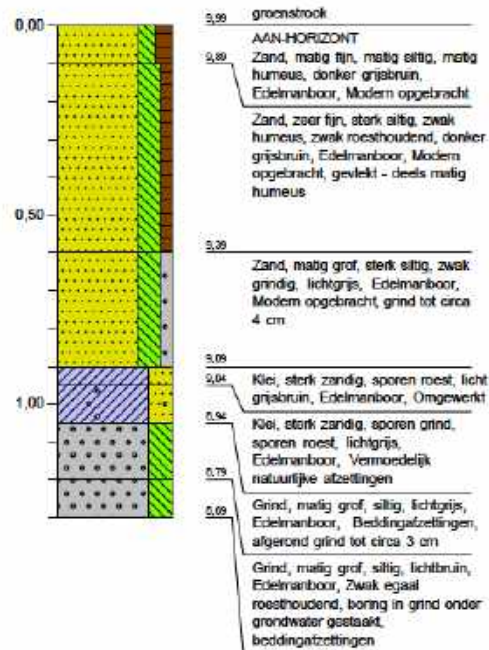 0,00
9,99
groenstrook
AAN-HORIZONT
Zand, matig fijn, matig siltig, matig
humeus, donker grijsbruin,
Edelmanboor, Modern opgebracht
9,89
Zand, zeer fijn, sterk siltig, zwak
humeus, zwak roesthoudend, donker
grijsbruin, Edelmanboor, Modern
opgebracht, gevlekt - deels matig
humeus
0,50
9,39
Zand, matig grof, sterk siltig, zwak
grindig, lichtgrijs, Edelmanboor,
Modern opgebracht, grind tot circa
4 cm
9,09
9,04
Klei, sterk zandig, sporen roest, licht
grijsbruin, Edelmanboor, Omgewerkt
1,00
8,94
Klei, sterk zandig, sporen grind,
sporen roest, lichtgrijs,
Edelmanboor, Vermoedelijk
natuurlijke afzettingen
8,79
Grind, matig grof, siltig, lichtgrijs,
Edelmanboor, Beddingafzettingen,
afgerond grind tot circa 3 cm
8,69
Grind, matig grof, siltig, lichtbruin,
Edelmanboor, Zwak egaal
roesthoudend, boring in grind onder
grondwater gestaakt,
beddingafzettingen